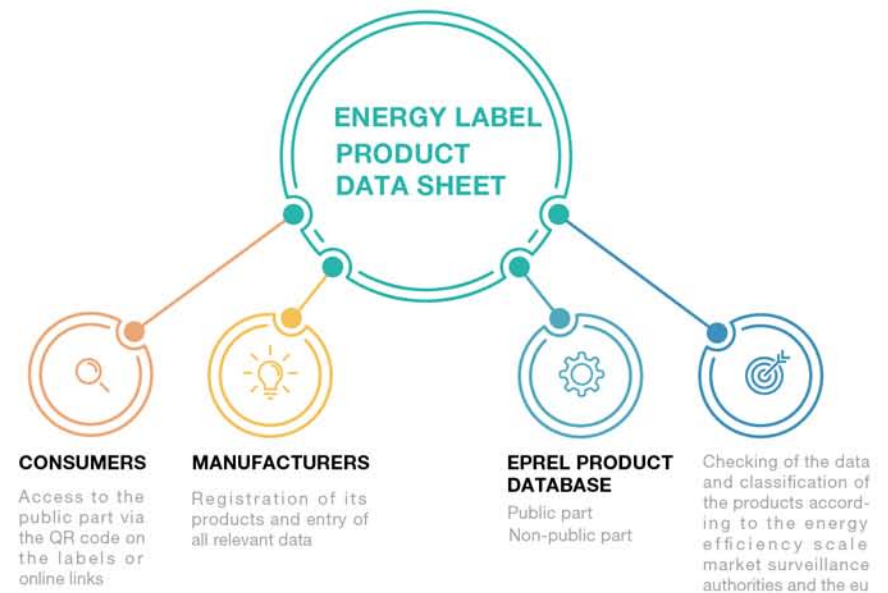 ENERGY LABEL
PRODUCT
DATA SHEET
CONSUMERS
Access to the
public part via
the QR code on
the labels or
online links
MANUFACTURERS
Registration of its
products and entry of
all relevant data
EPREL PRODUCT
DATABASE
Public part
Non-public part
Checking of the data
and classification of
the products accord-
ing to the energy
efficiency scale
market surveillance
authorities and the eu